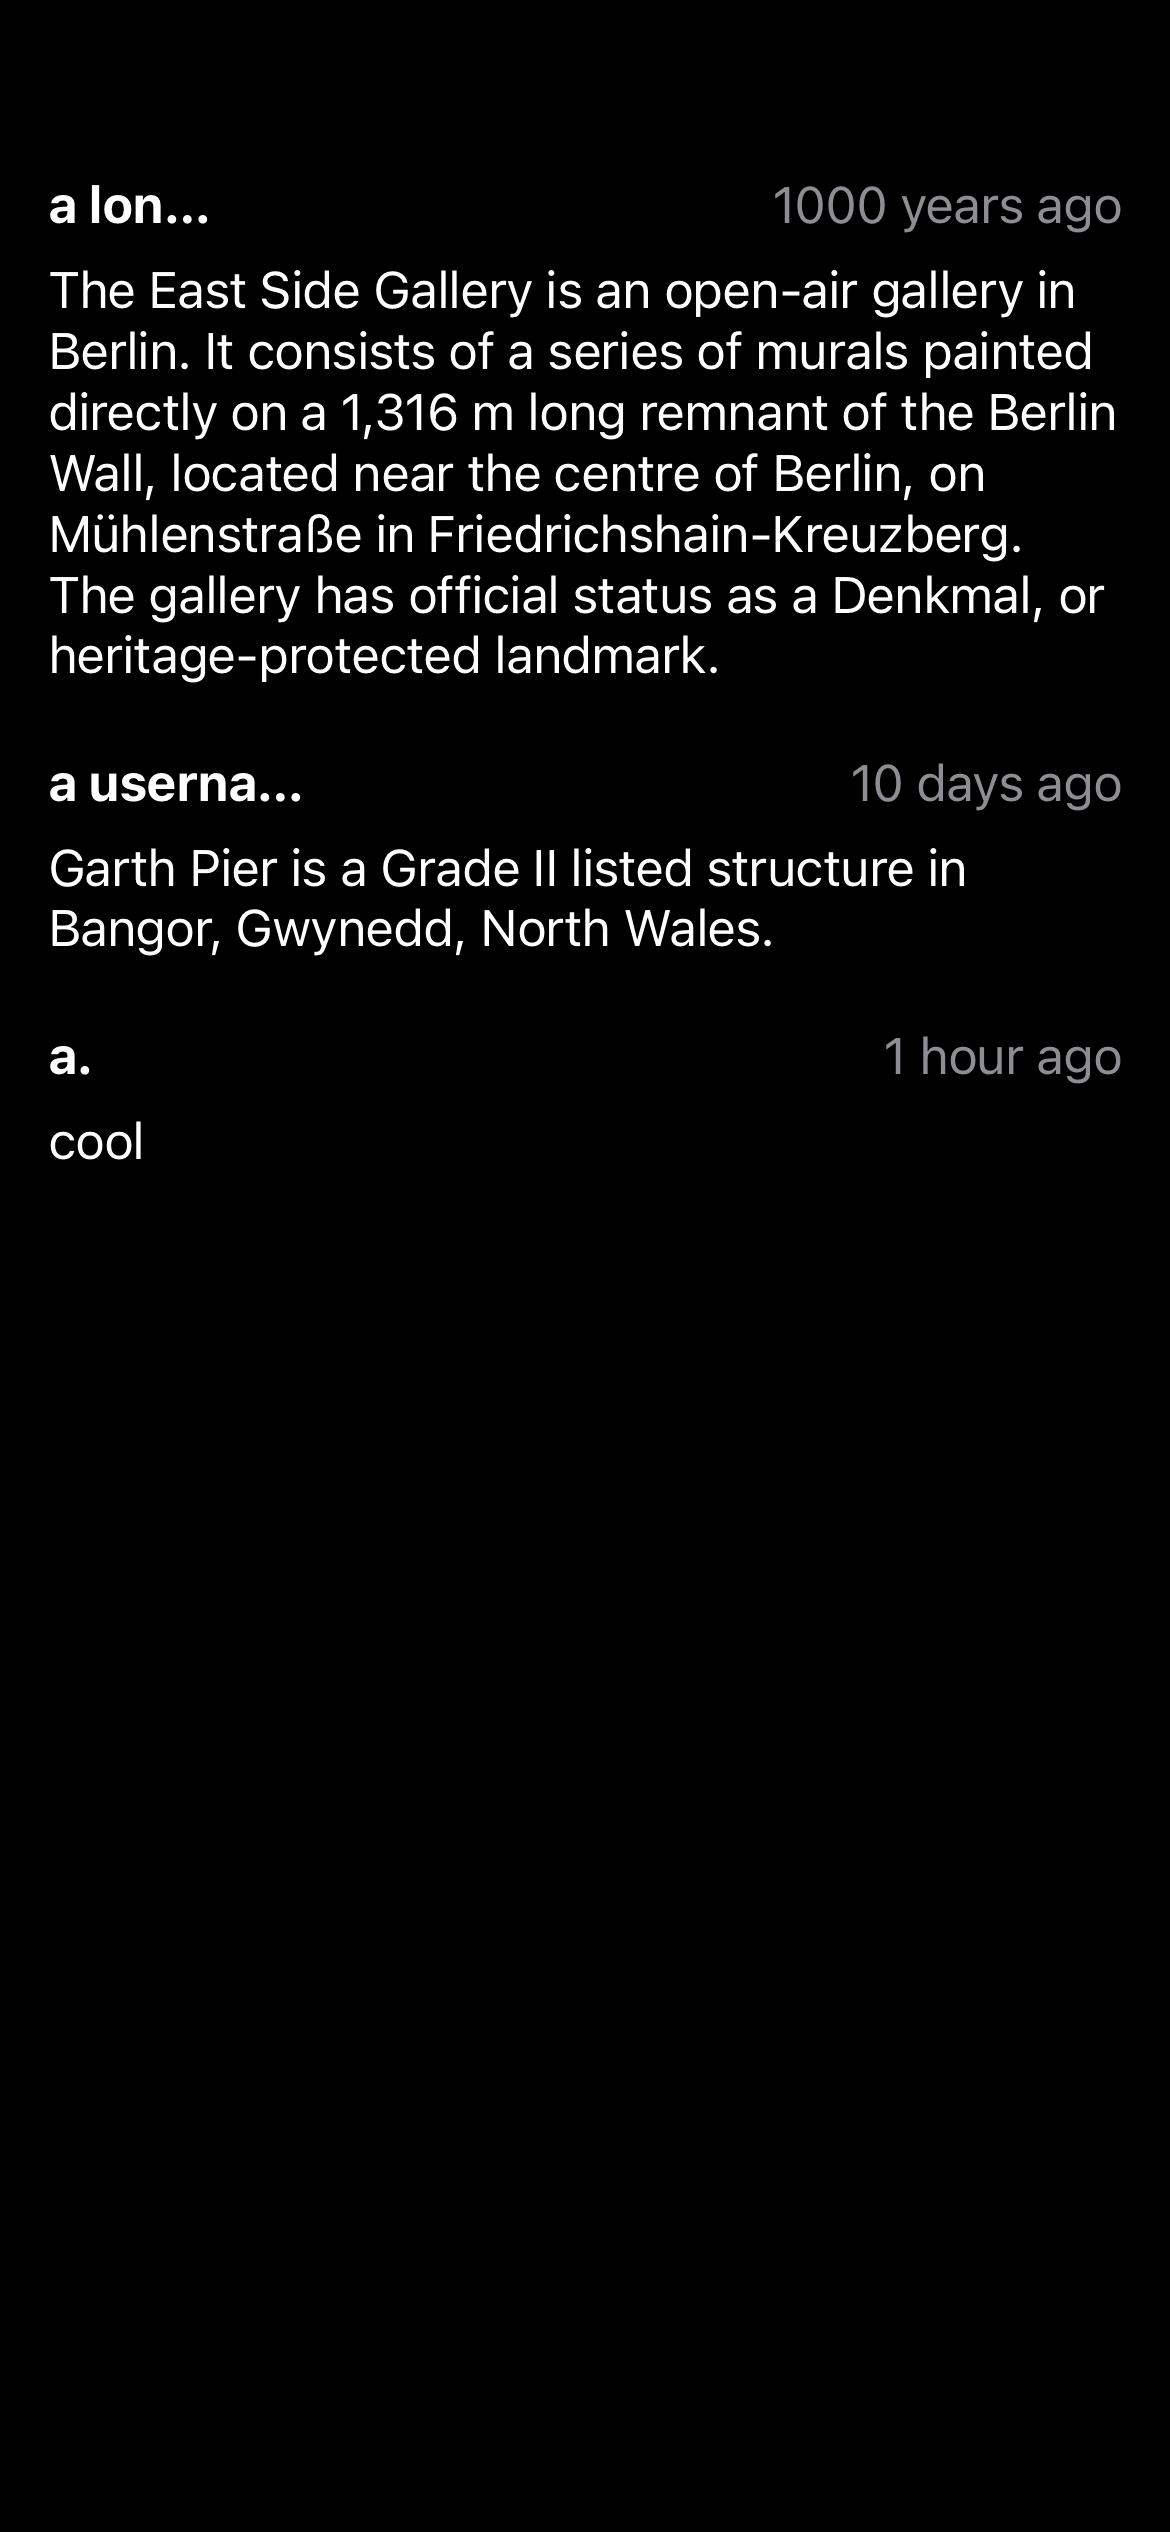 a lon...
1000 years ago
The East Side Gallery is an open-air gallery in
Berlin. It consists of a series of murals painted
directly on a 1,316 m long remnant of the Berlin
Wall, located near the centre of Berlin, on
Mühlenstraße in Friedrichshain-Kreuzberg.
The gallery has official status as a Denkmal, or
heritage-protected landmark.
a userna...
10 days ago
Garth Pier is a Grade II listed structure in
Bangor, Gwynedd, North Wales.
a.
1 hour ago
cool